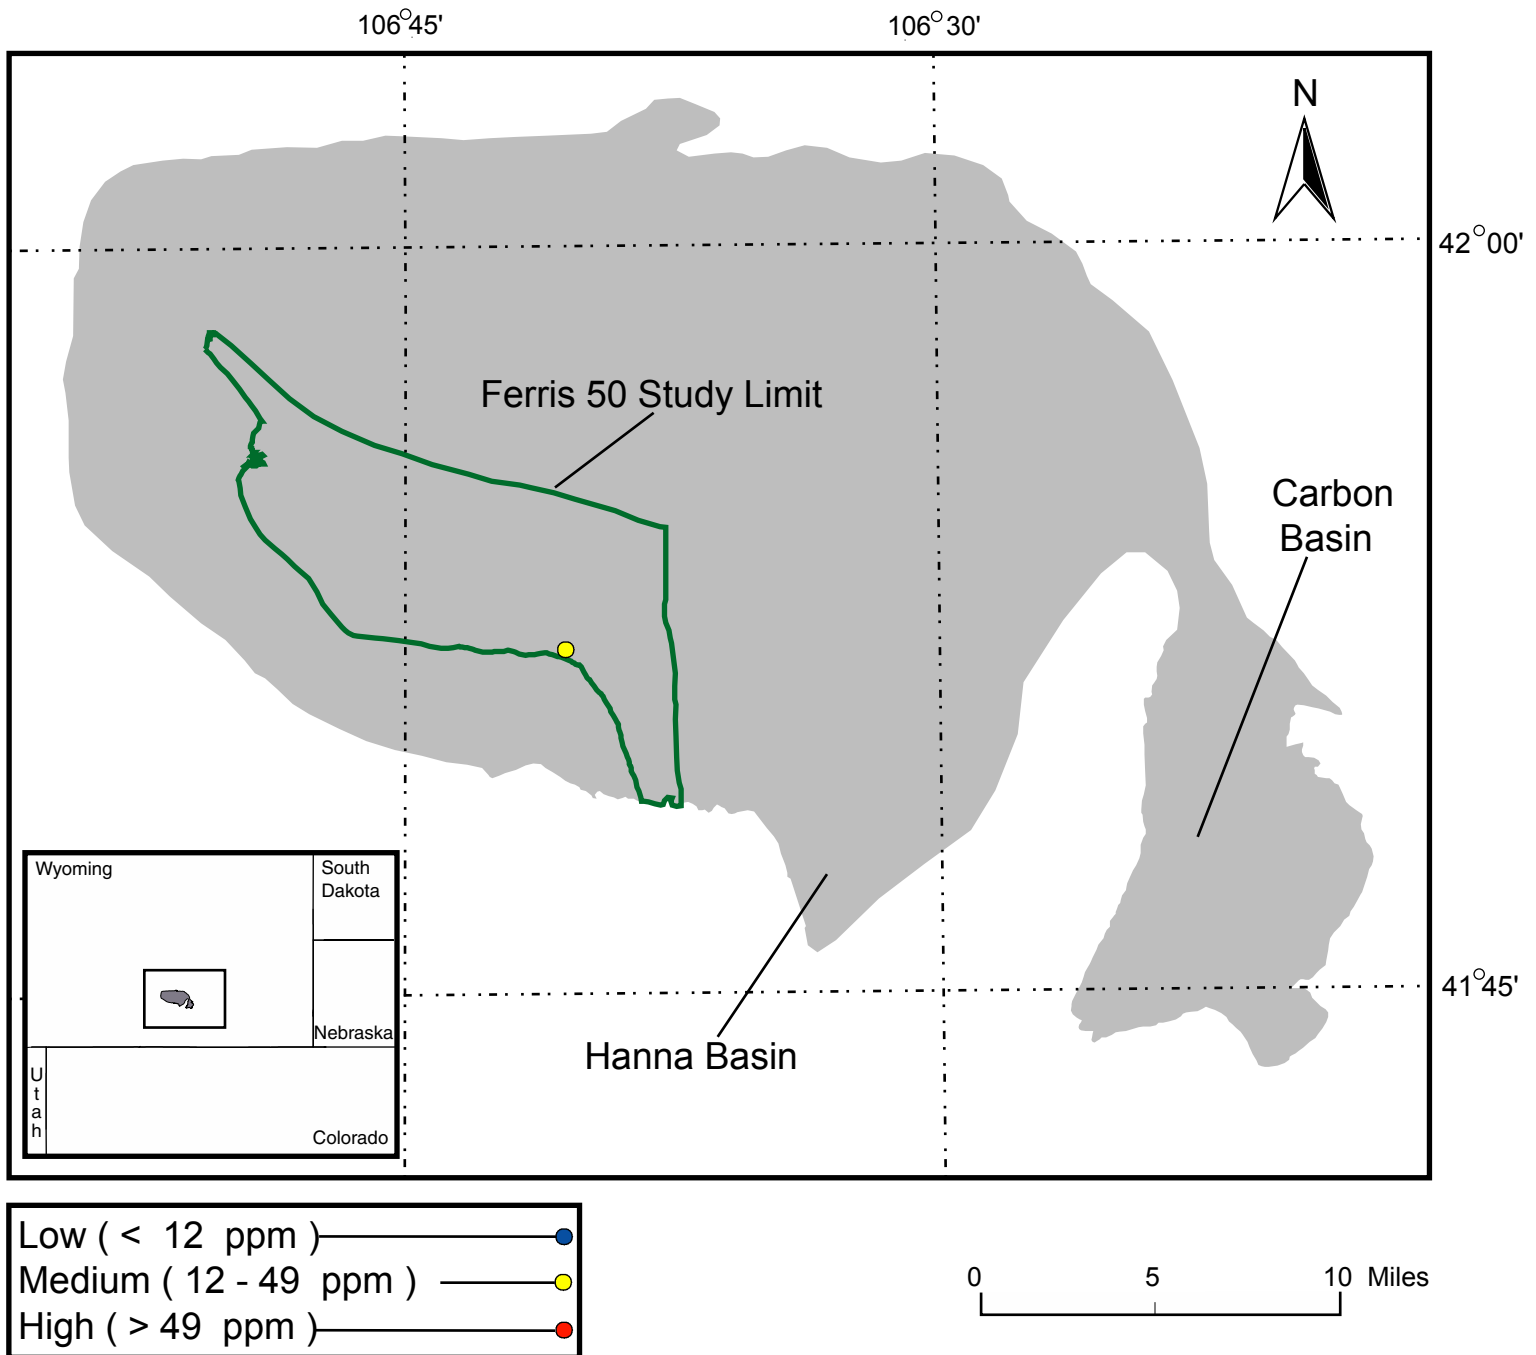 106°45'
106°30'
N
42°00'
Ferris 50 Study Limit
Carbon
Basin
Wyoming
South
Dakota
Nebraska
Utah
Colorado
41°45'
Hanna Basin
Low ( < 12 ppm )
Medium ( 12 - 49 ppm )
High ( > 49 ppm )
0 5 10 Miles